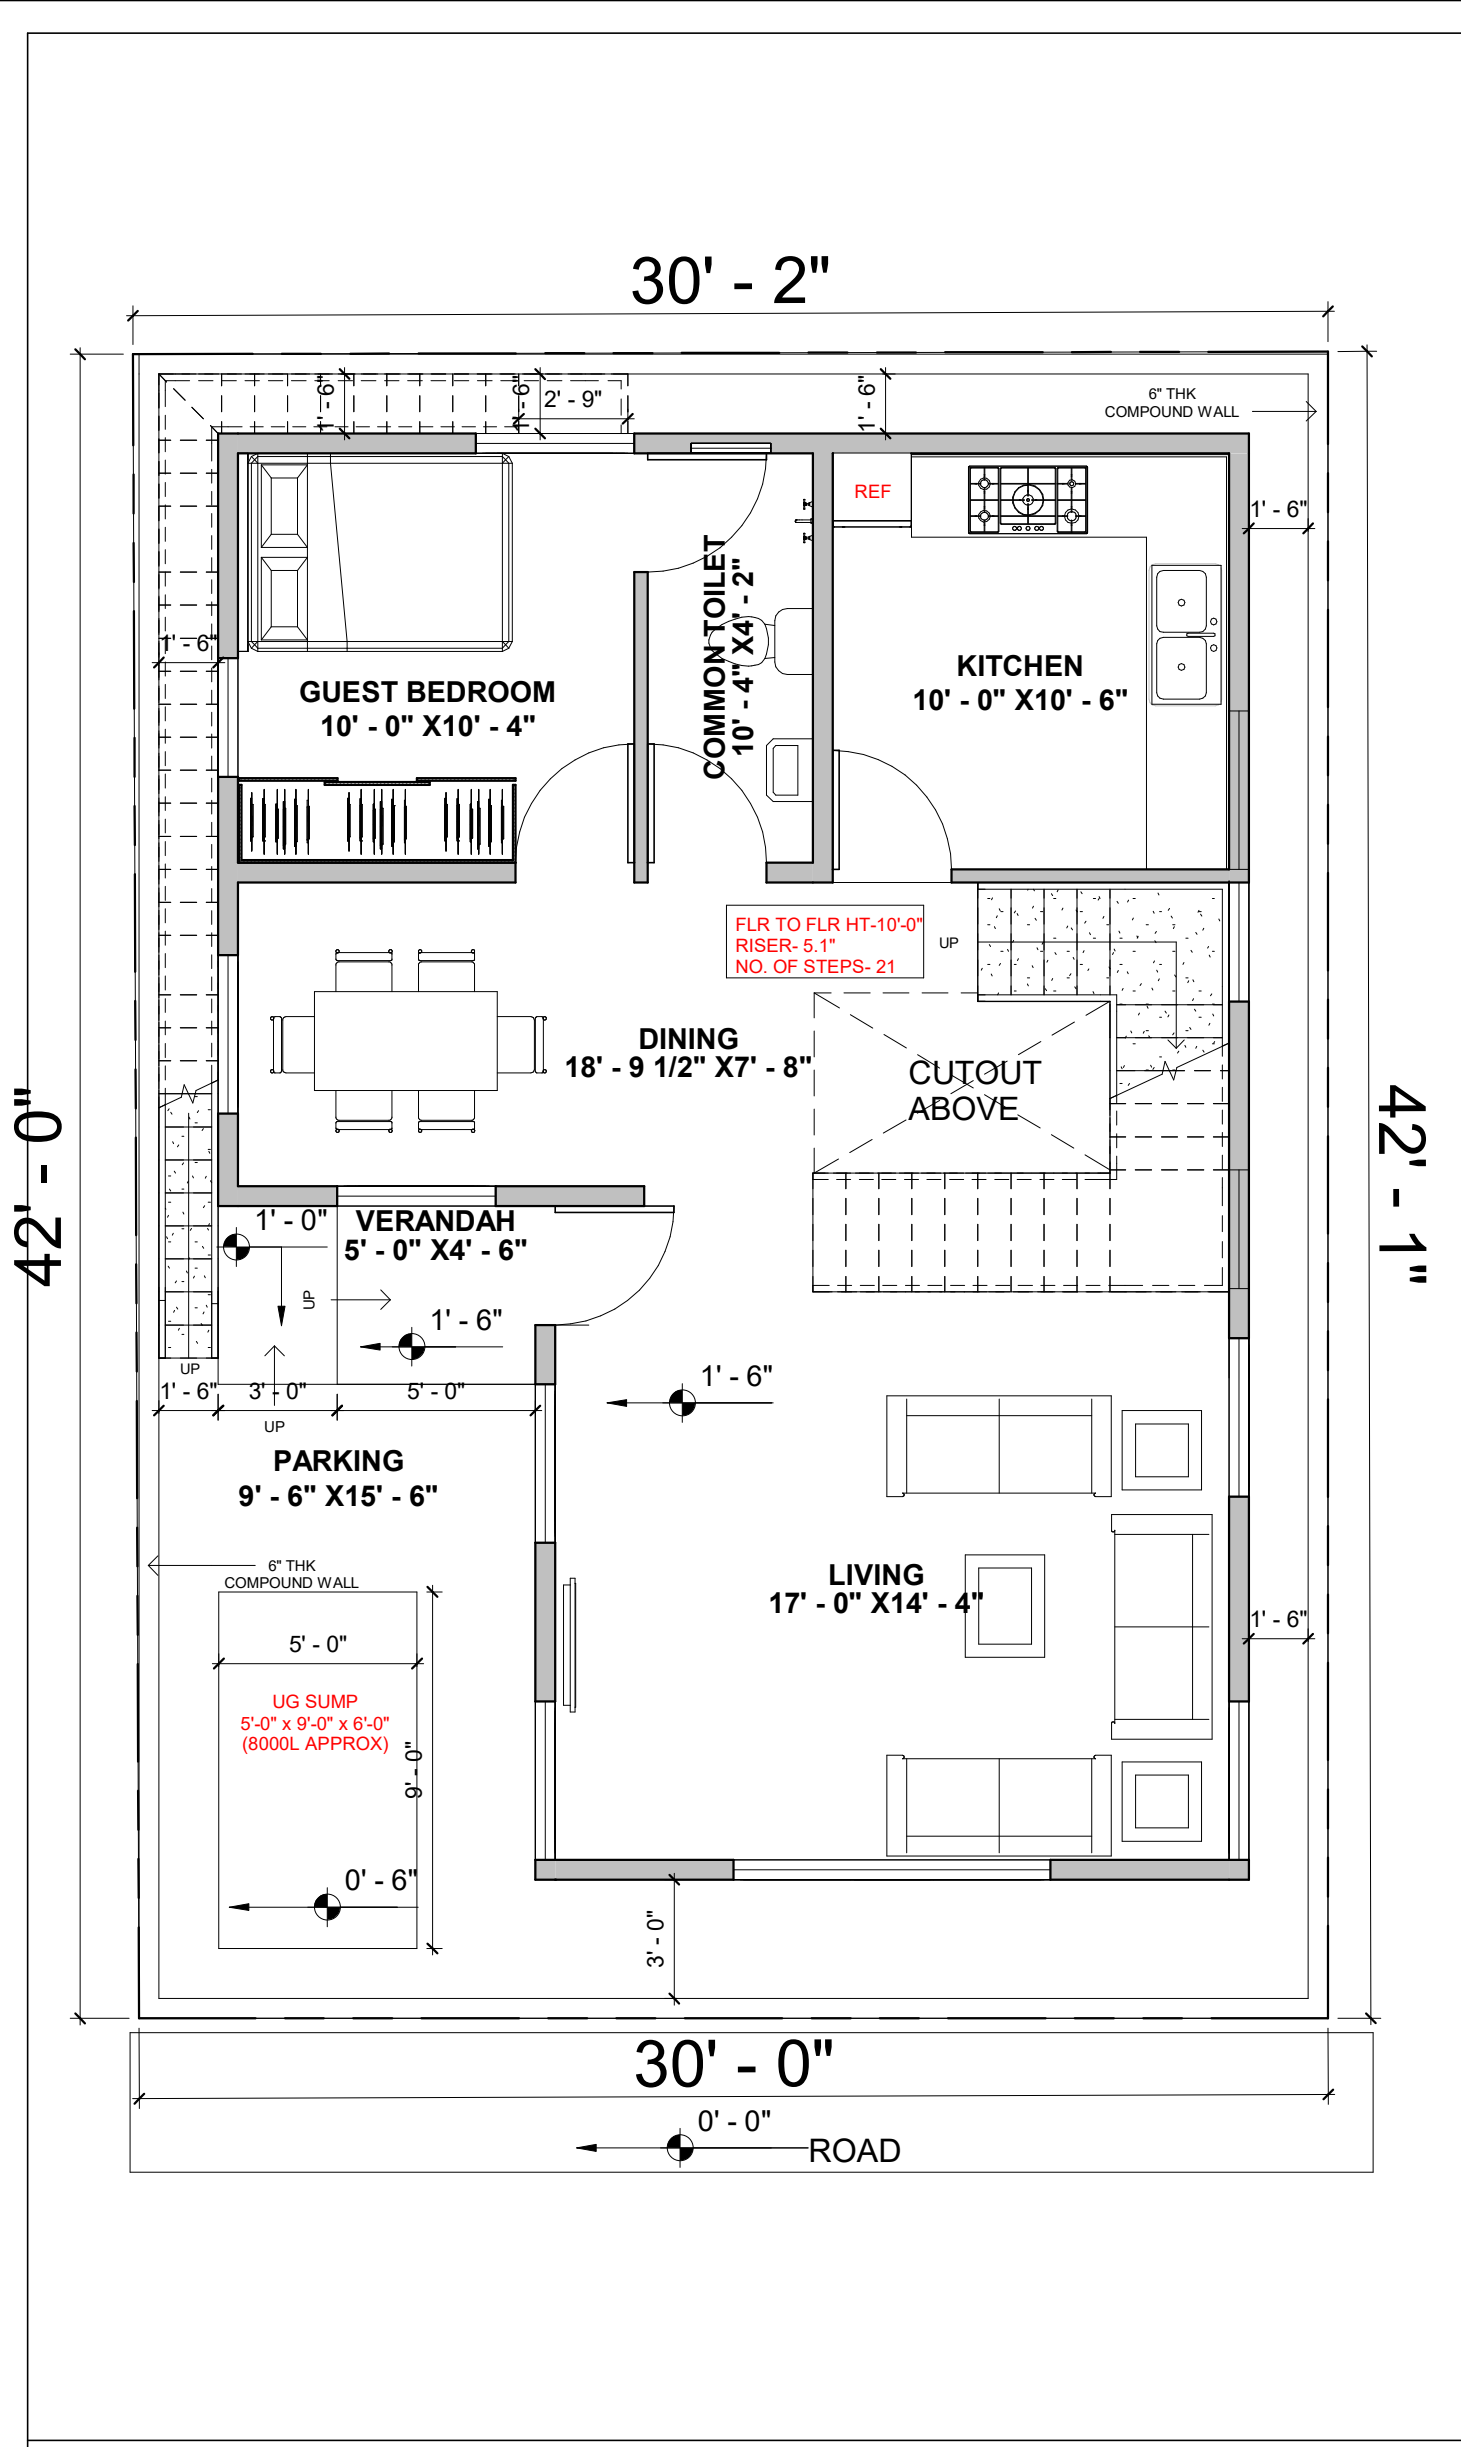 30' - 2"
1' - 6"
1' - 6"
2' - 9"
1' - 6"
6" THK
COMPOUND WALL
REF
1' - 6"
COMMON TOILET
10' - 4" X4' - 2"
1' - 6"
GUEST BEDROOM
10' - 0" X10' - 4"
KITCHEN
10' - 0" X10' - 6"
FLR TO FLR HT-10'-0"
RISER- 5.1"
NO. OF STEPS- 21
UP
DINING
18' - 9 1/2" X7' - 8"
CUTOUT
ABOVE
42' - 0"
42' - 1"
1' - 0"
VERANDAH
5' - 0" X4' - 6"
UP
1' - 6"
UP
1' - 6"
3' - 0"
5' - 0"
1' - 6"
UP
PARKING
9' - 6" X15' - 6"
6" THK
COMPOUND WALL
LIVING
17' - 0" X14' - 4"
1' - 6"
5' - 0"
UG SUMP
5'-0" x 9'-0" x 6'-0"
(8000L APPROX)
9' - 0"
0' - 6"
3' - 0"
30' - 0"
0' - 0"
ROAD